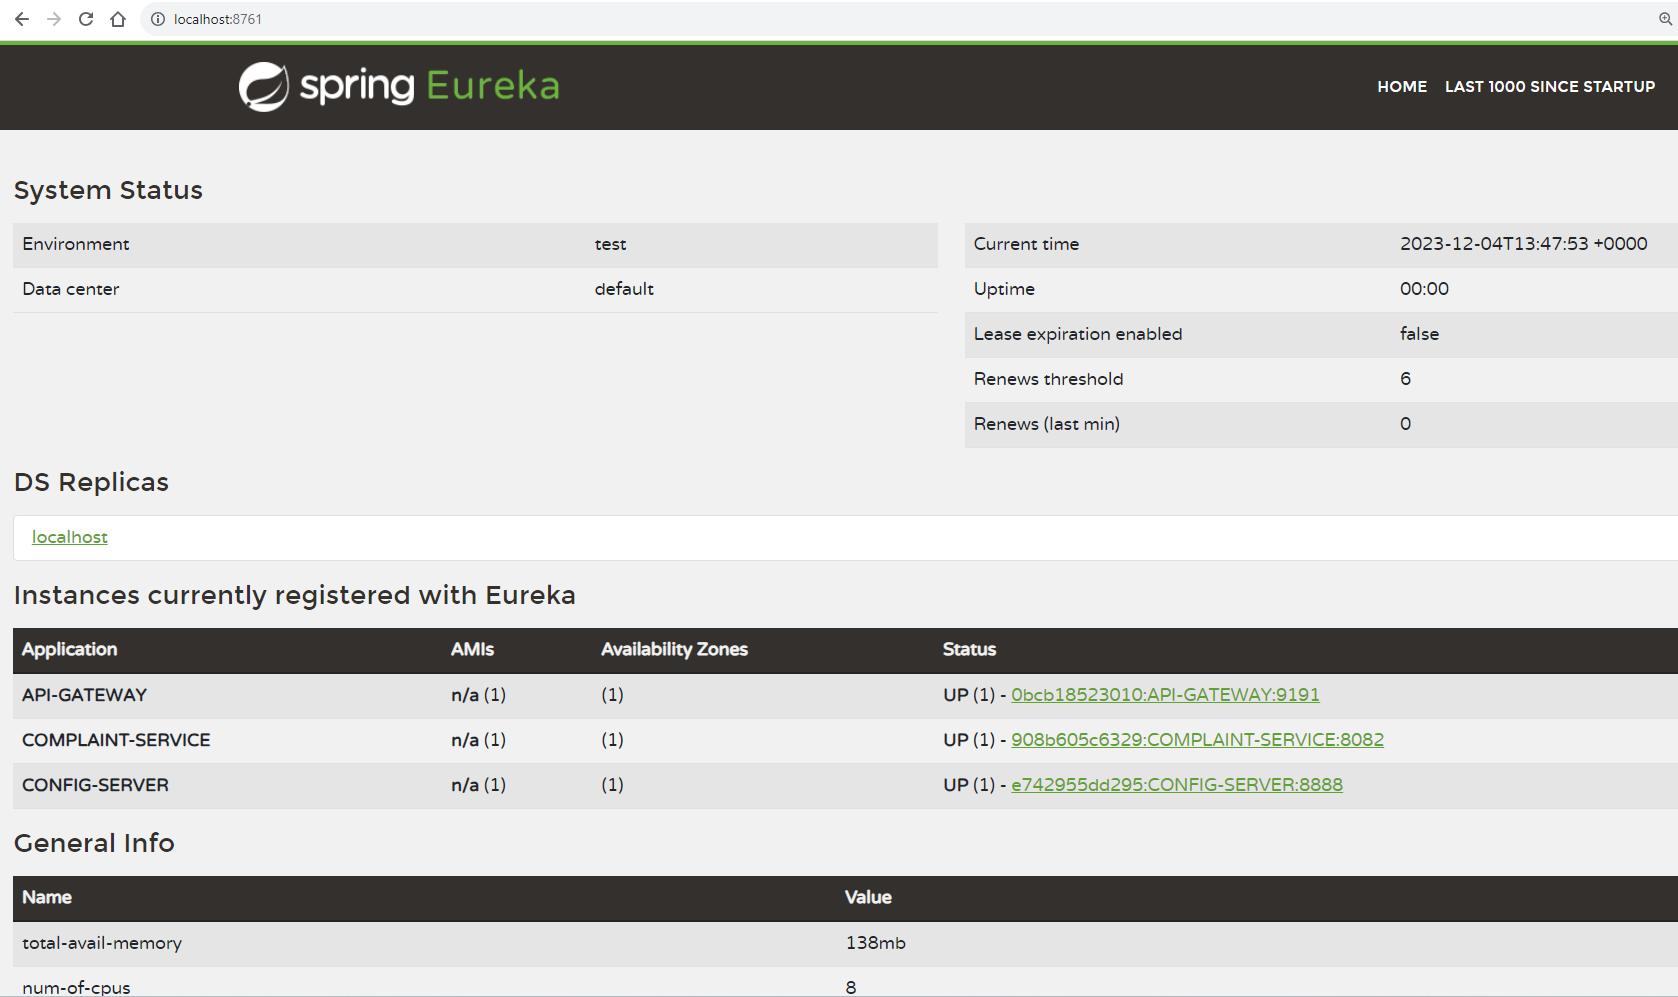 localhost:8761
spring Eureka
HOME LAST 1000 SINCE STARTUP
System Status
Environment test
Data center default
Current time 2023-12-04T13:47:53 +0000
Uptime 00:00
Lease expiration enabled false
Renews threshold 6
Renews (last min) 0
DS Replicas
localhost
Instances currently registered with Eureka
Application AMIs Availability Zones Status
API-GATEWAY n/a (1) (1) UP (1) - 0bcb18523010:API-GATEWAY:9191
COMPLAINT-SERVICE n/a (1) (1) UP (1) - 908b605c6329:COMPLAINT-SERVICE:8082
CONFIG-SERVER n/a (1) (1) UP (1) - e742955dd295:CONFIG-SERVER:8888
General Info
Name Value
total-avail-memory 138mb
num-of-cpus 8